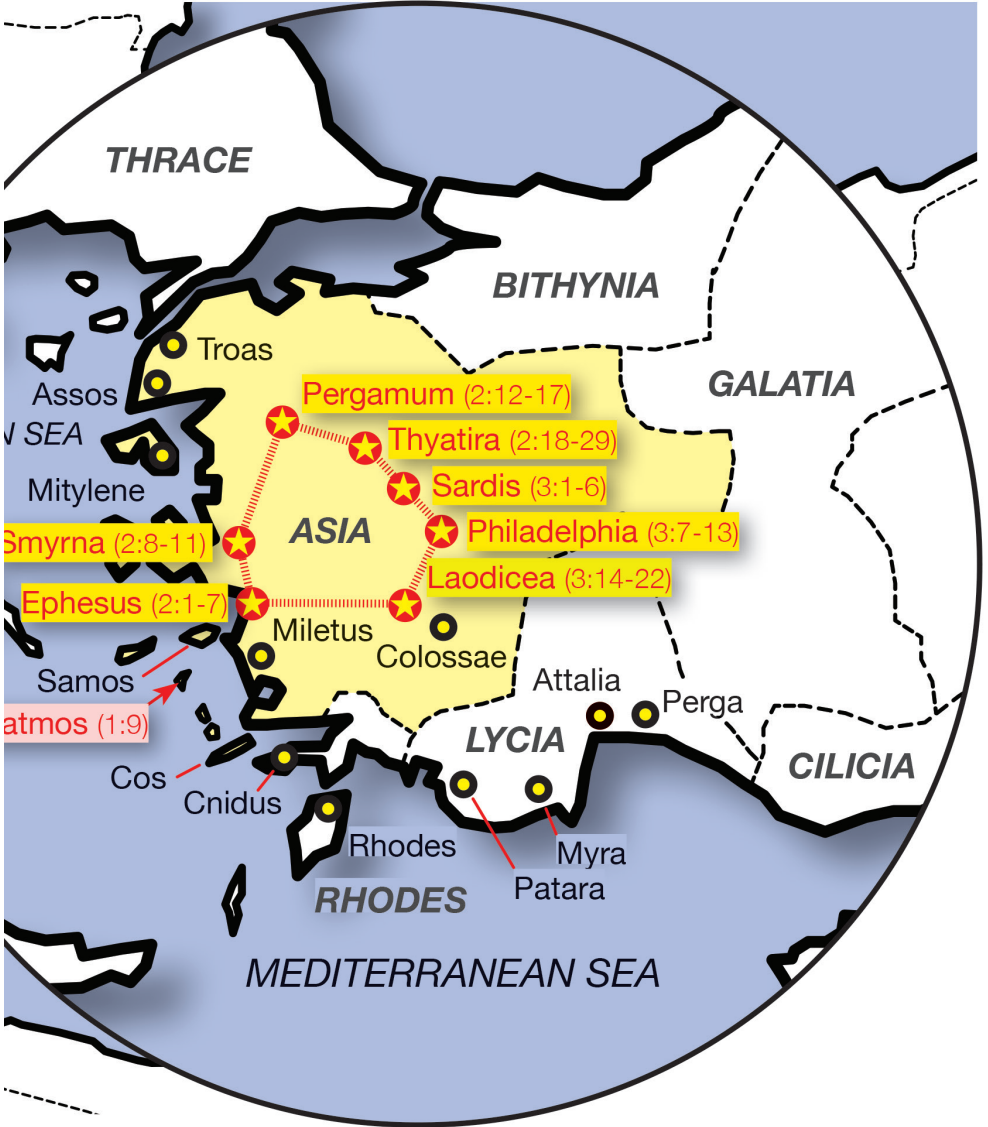 THRACE
BITHYNIA
Troas
GALATIA
Assos
Pergamum (2:12-17)
N SEA
Thyatira (2:18-29)
Mitylene
Sardis (3:1-6)
ASIA
Philadelphia (3:7-13)
Smyrna (2:8-11)
Laodicea (3:14-22)
Ephesus (2:1-7)
Miletus
Colossae
Samos
Attalia
Perga
atmos (1:9)
LYCIA
CILICIA
Cos
Cnidus
Rhodes
Myra
Patara
RHODES
MEDITERRANEAN SEA